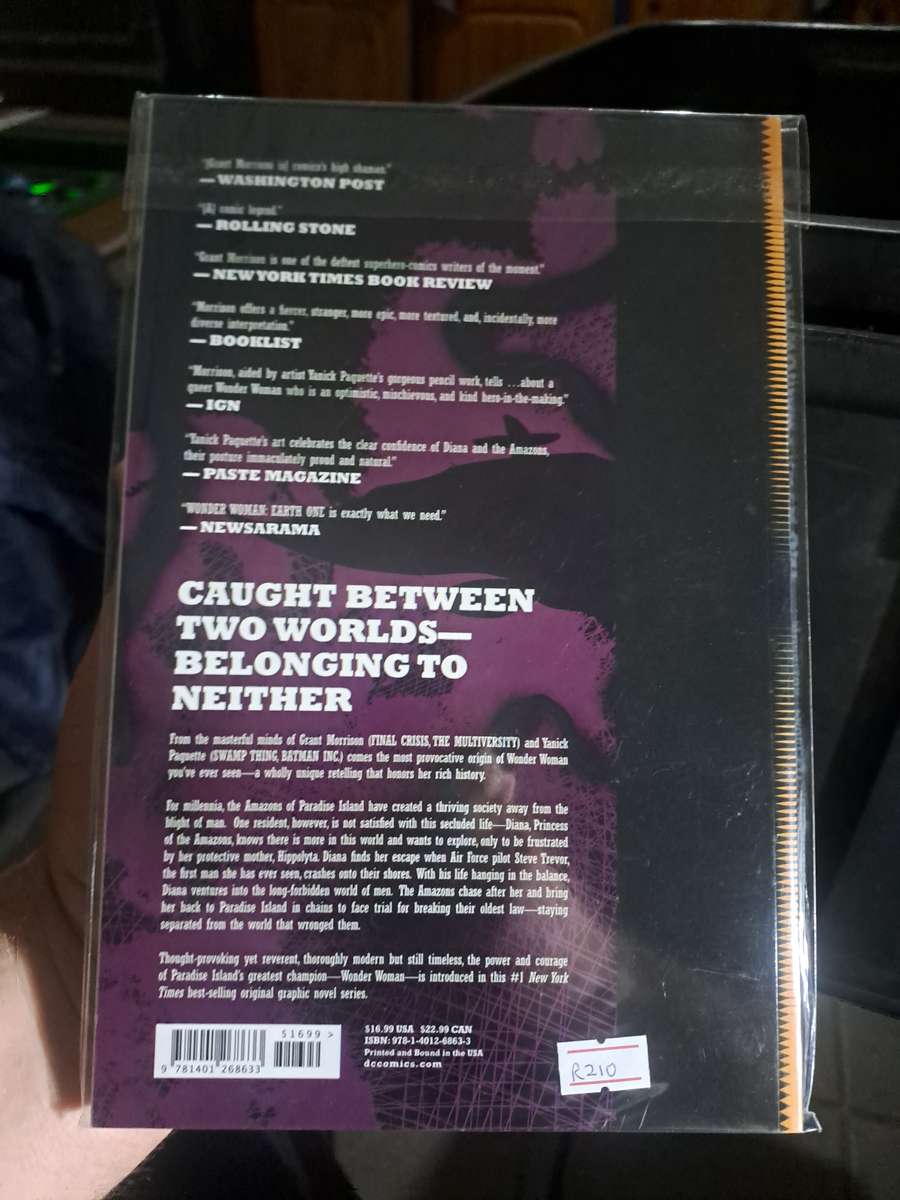 "Grant Morrison is] comics's high shaman."
— WASHINGTON POST
"[A] comic legend."
— ROLLING STONE
"Grant Morrison is one of the deftest superhero-comics writers of the moment."
— NEW YORK TIMES BOOK REVIEW
"Morrison offers a fiercer, stranger, more epic, more textured, and, incidentally, more
diverse interpretation."
— BOOKLIST
"Morrison, aided by artist Yanick Paquette's gorgeous pencil work, tells ...about a
queer Wonder Woman who is an optimistic, mischievous, and kind hero-in-the-making."
— IGN
"Yanick Paquette's art celebrates the clear confidence of Diana and the Amazons,
their posture immaculately proud and natural."
— PASTE MAGAZINE
"WONDER WOMAN: EARTH ONE is exactly what we need."
— NEWSARAMA
CAUGHT BETWEEN
TWO WORLDS—
BELONGING TO
NEITHER
From the masterful minds of Grant Morrison (FINAL CRISIS, THE MULTIVERSITY) and Yanick
Paquette (SWAMP THING, BATMAN INC.) comes the most provocative origin of Wonder Woman
you've ever seen—a wholly unique retelling that honors her rich history.
For millennia, the Amazons of Paradise Island have created a thriving society away from the
blight of man. One resident, however, is not satisfied with this secluded life—Diana, Princess
of the Amazons, knows there is more in this world and wants to explore, only to be frustrated
by her protective mother, Hippolyta. Diana finds her escape when Air Force pilot Steve Trevor,
the first man she has ever seen, crashes onto their shores. With his life hanging in the balance,
Diana ventures into the long-forbidden world of men. The Amazons chase after her and bring
her back to Paradise Island in chains to face trial for breaking their oldest law—staying
separated from the world that wronged them.
Thought-provoking yet reverent, thoroughly modern but still timeless, the power and courage
of Paradise Island's greatest champion—Wonder Woman—is introduced in this #1 New York
Times best-selling original graphic novel series.
51699 >
9 781401 268633
$16.99 USA $22.99 CAN
ISBN: 978-1-4012-6863-3
Printed and Bound in the USA
dccomics.com
R210